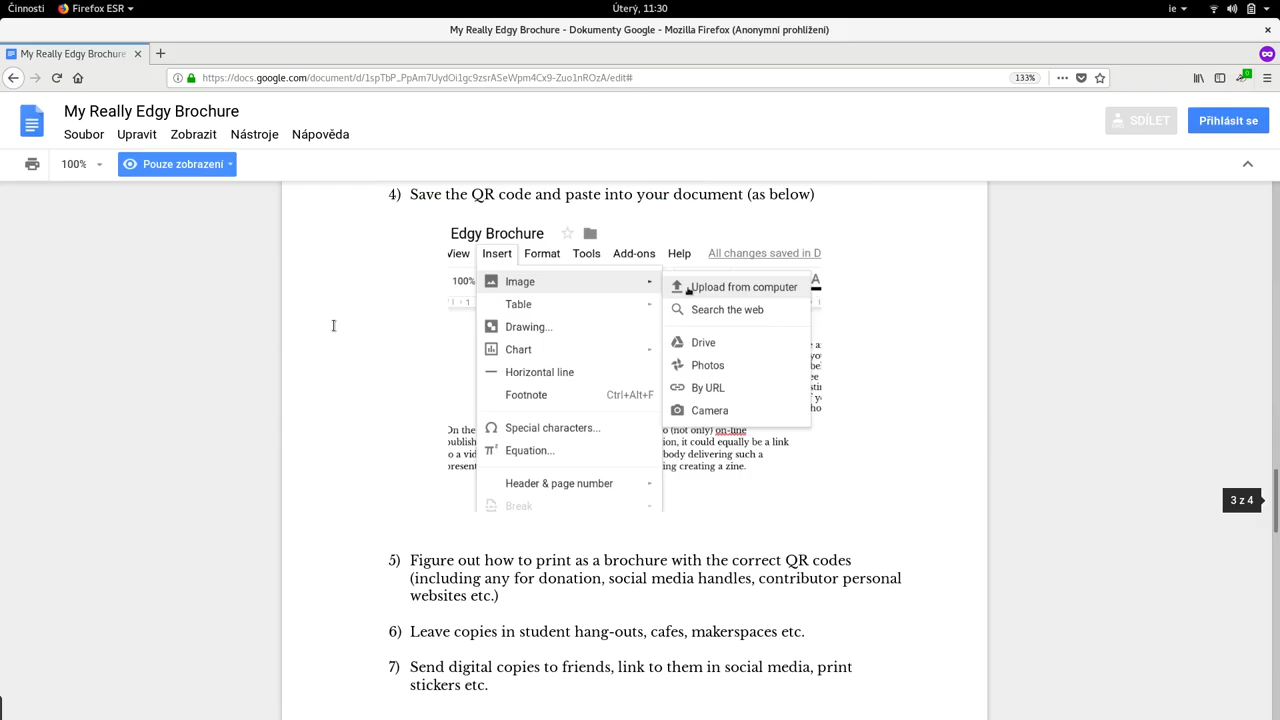 Činnosti
Firefox ESR
Úterý, 11:30
ie
My Really Edgy Brochure - Dokumenty Google - Mozilla Firefox (Anonymní prohlížení)
My Really Edgy Brochure
https://docs.google.com/document/d/1spTbP_PpAm7UydOi1gc9zsrASeWpm4Cx9-Zuo1nROzA/edit#
133%
0
My Really Edgy Brochure
Soubor Upravit Zobrazit Nástroje Nápověda
SDÍLET
Přihlásit se
100%
Pouze zobrazení
4) Save the QR code and paste into your document (as below)
Edgy Brochure
View Insert Format Tools Add-ons Help All changes saved in D
100%
1
A
Image
Upload from computer
Table
Search the web
Drawing...
Drive
Chart
Photos
Horizontal line
By URL
Footnote Ctrl+Alt+F
Camera
On the
o (not only) on-line
Special characters...
publish
ion, it could equally be a link
Equation...
o a vid
body delivering such a
present
ing creating a zine.
Header & page number
Break
3 z 4
5) Figure out how to print as a brochure with the correct QR codes
(including any for donation, social media handles, contributor personal
websites etc.)
6) Leave copies in student hang-outs, cafes, makerspaces etc.
7) Send digital copies to friends, link to them in social media, print
stickers etc.